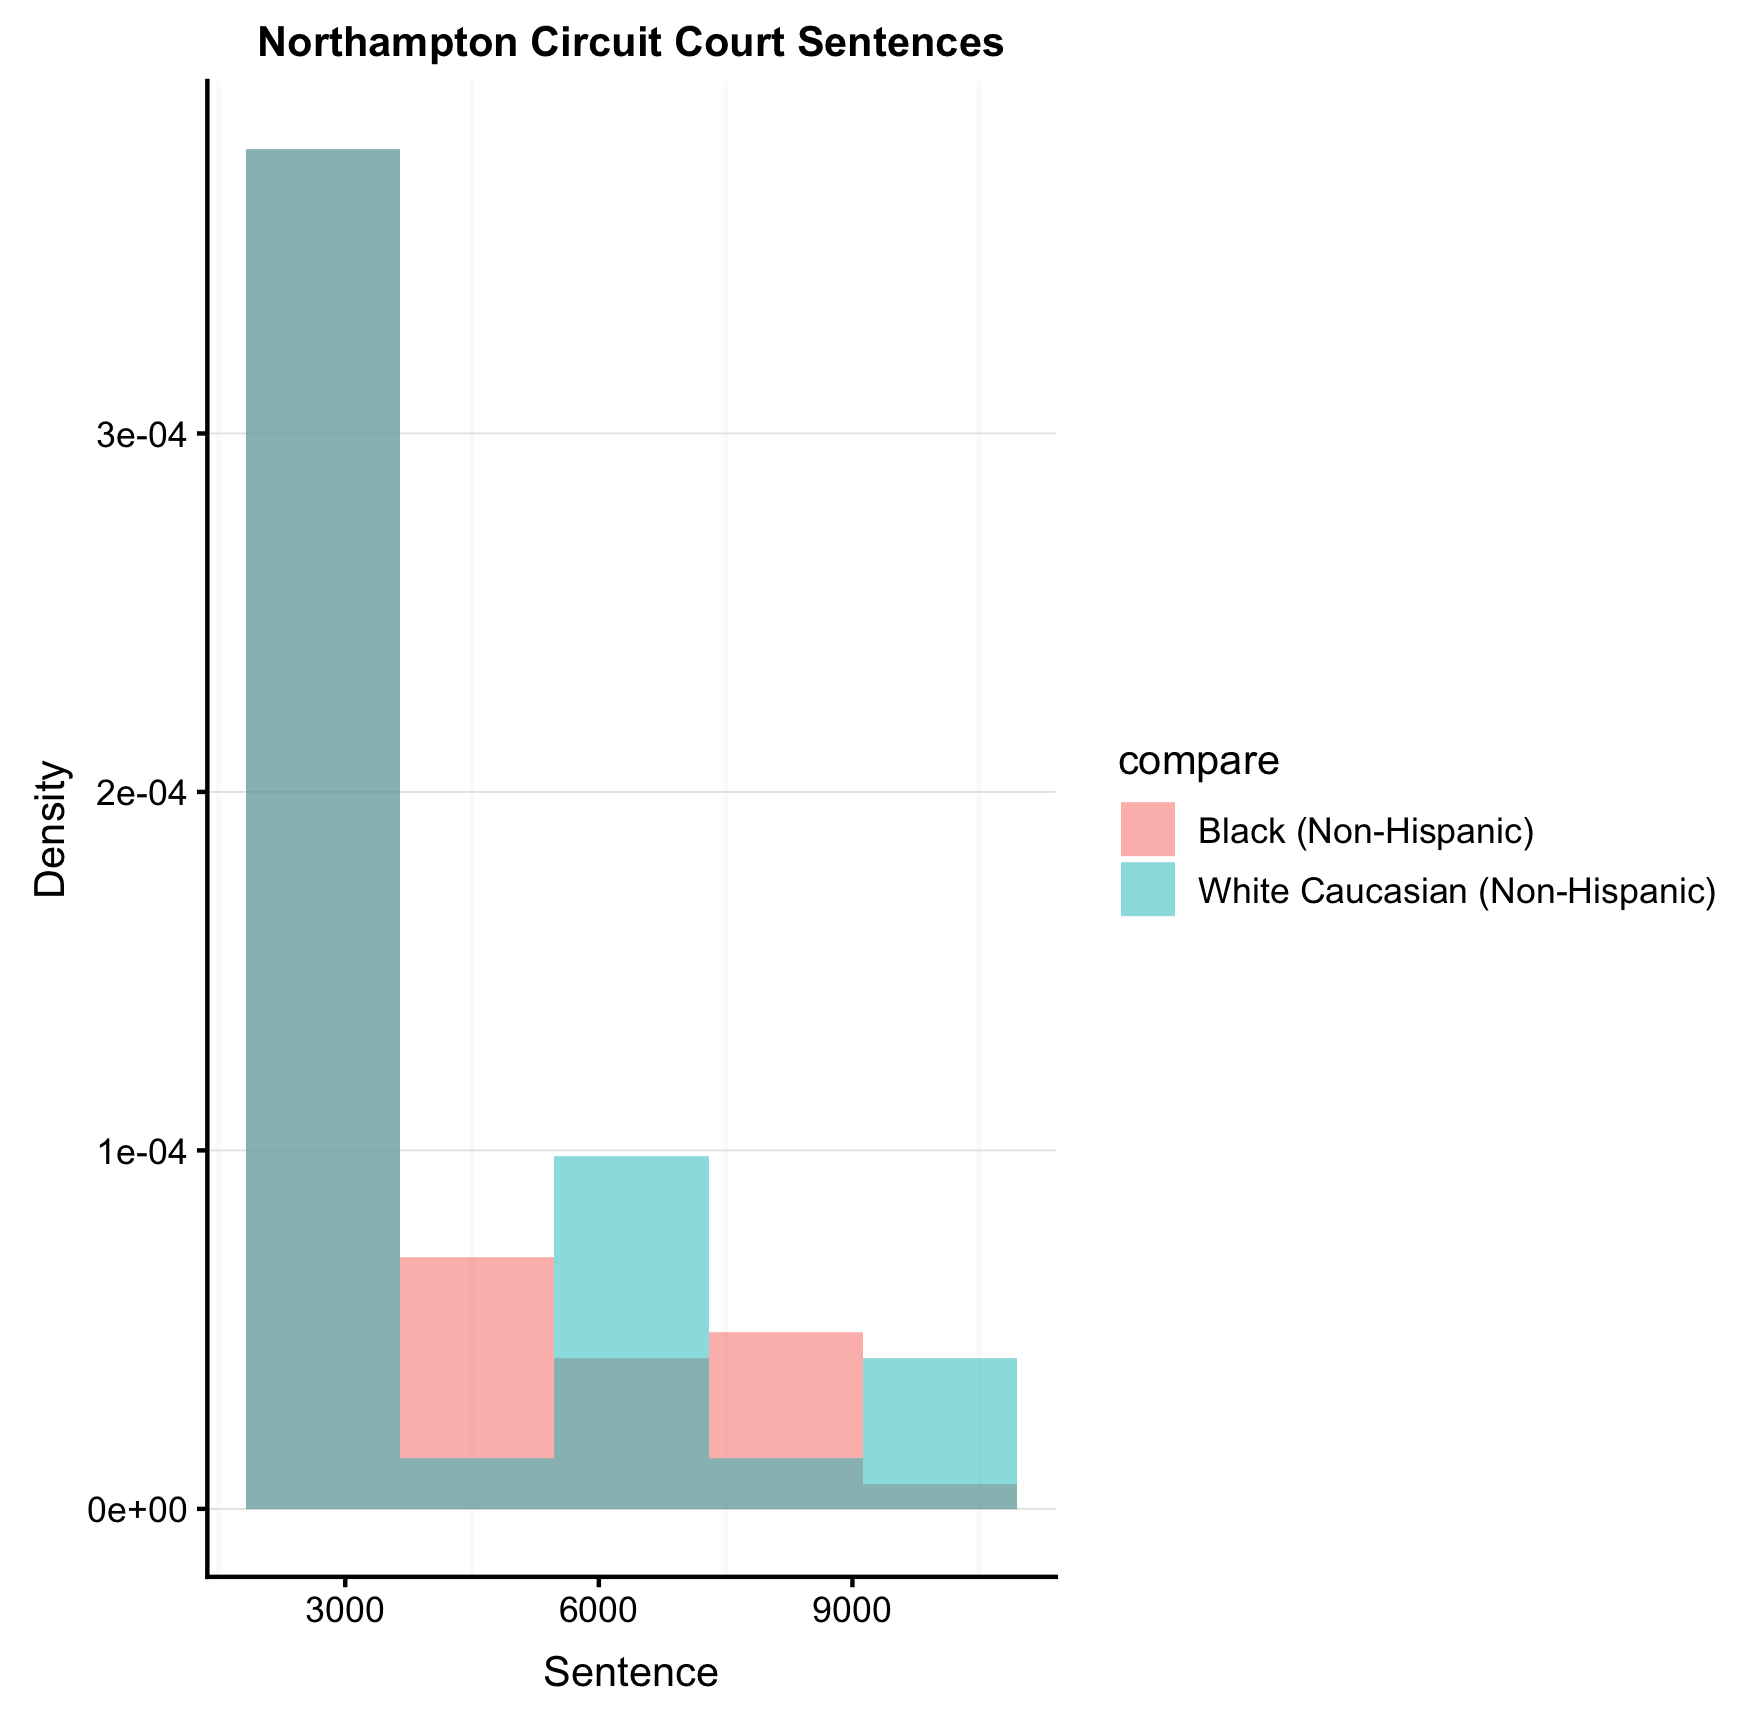 Northampton Circuit Court Sentences
3e-04
2e-04
1e-04
0e+00
Density
3000 6000 9000
Sentence
compare
Black (Non-Hispanic)
White Caucasian (Non-Hispanic)